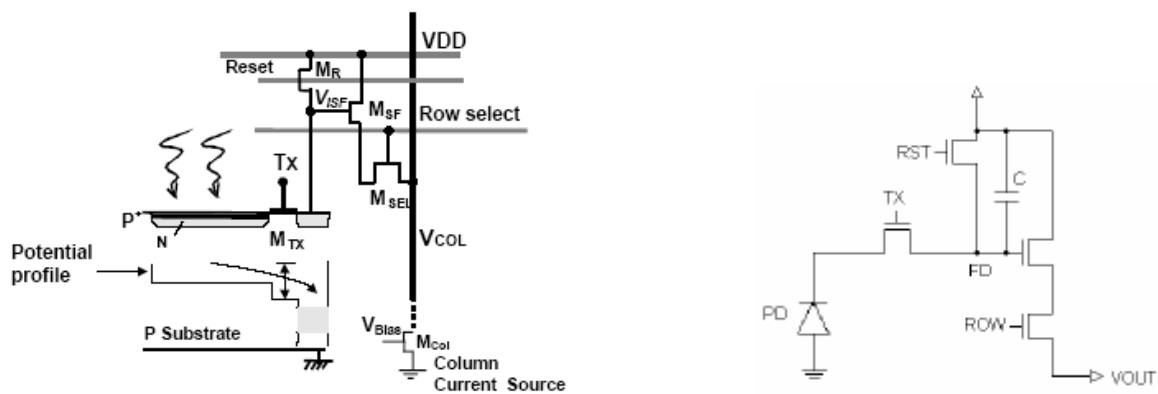 VDD
Reset
MR
VISF
MSF
Row select
Tx
MSEL
P+
N
MTX
VCOL
Potential
profile
P Substrate
VBias
MCol
Column
Current Source
RST
C
TX
FD
PD
ROW
VOUT